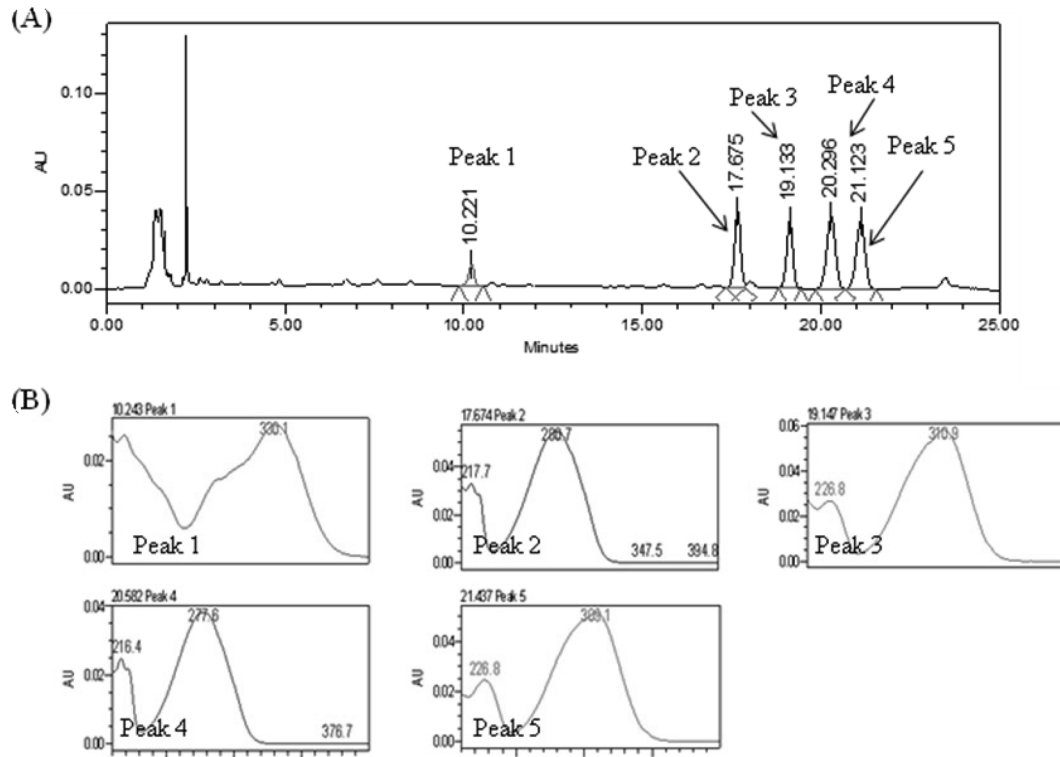 (A)
0.10
0.05
0.00
AU
Peak 1
10.221
Peak 2
17.675
Peak 3
19.133
Peak 4
20.296
21.123
Peak 5
0.00
10.00
15.00
20.00
25.00
Minutes
(B)
10.243 Peak 1
330.1
0.02
0.00
AU
Peak 1
17.674 Peak 2
217.7
280.7
0.04
0.02
0.00
AU
347.5
394.8
Peak 2
19.147 Peak 3
0.06
0.04
0.02
0.00
AU
226.8
310.9
Peak 3
20.582 Peak 4
0.04
0.02
0.00
AU
216.4
277.6
376.7
Peak 4
21.437 Peak 5
0.04
0.02
0.00
AU
226.8
Peak 5